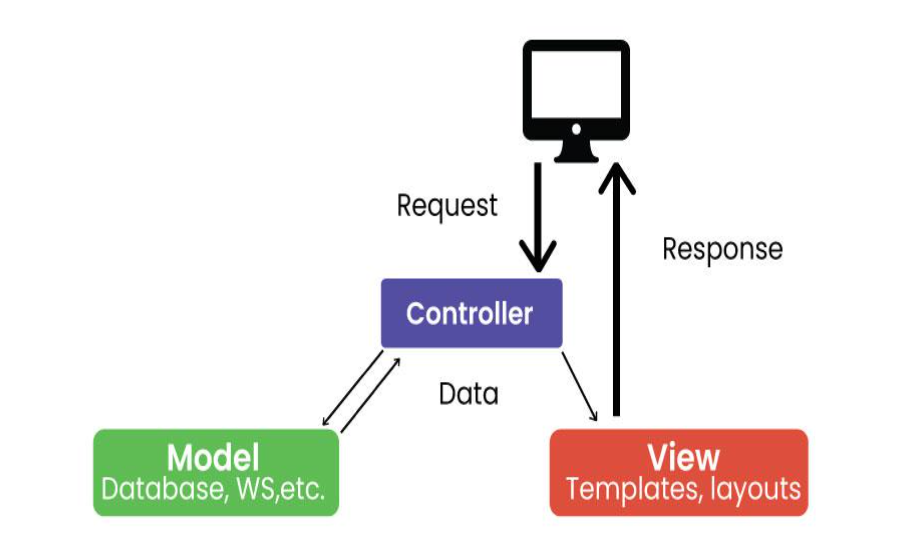 Request
Response
Controller
Data
Model
Database, WS,etc.
View
Templates, layouts